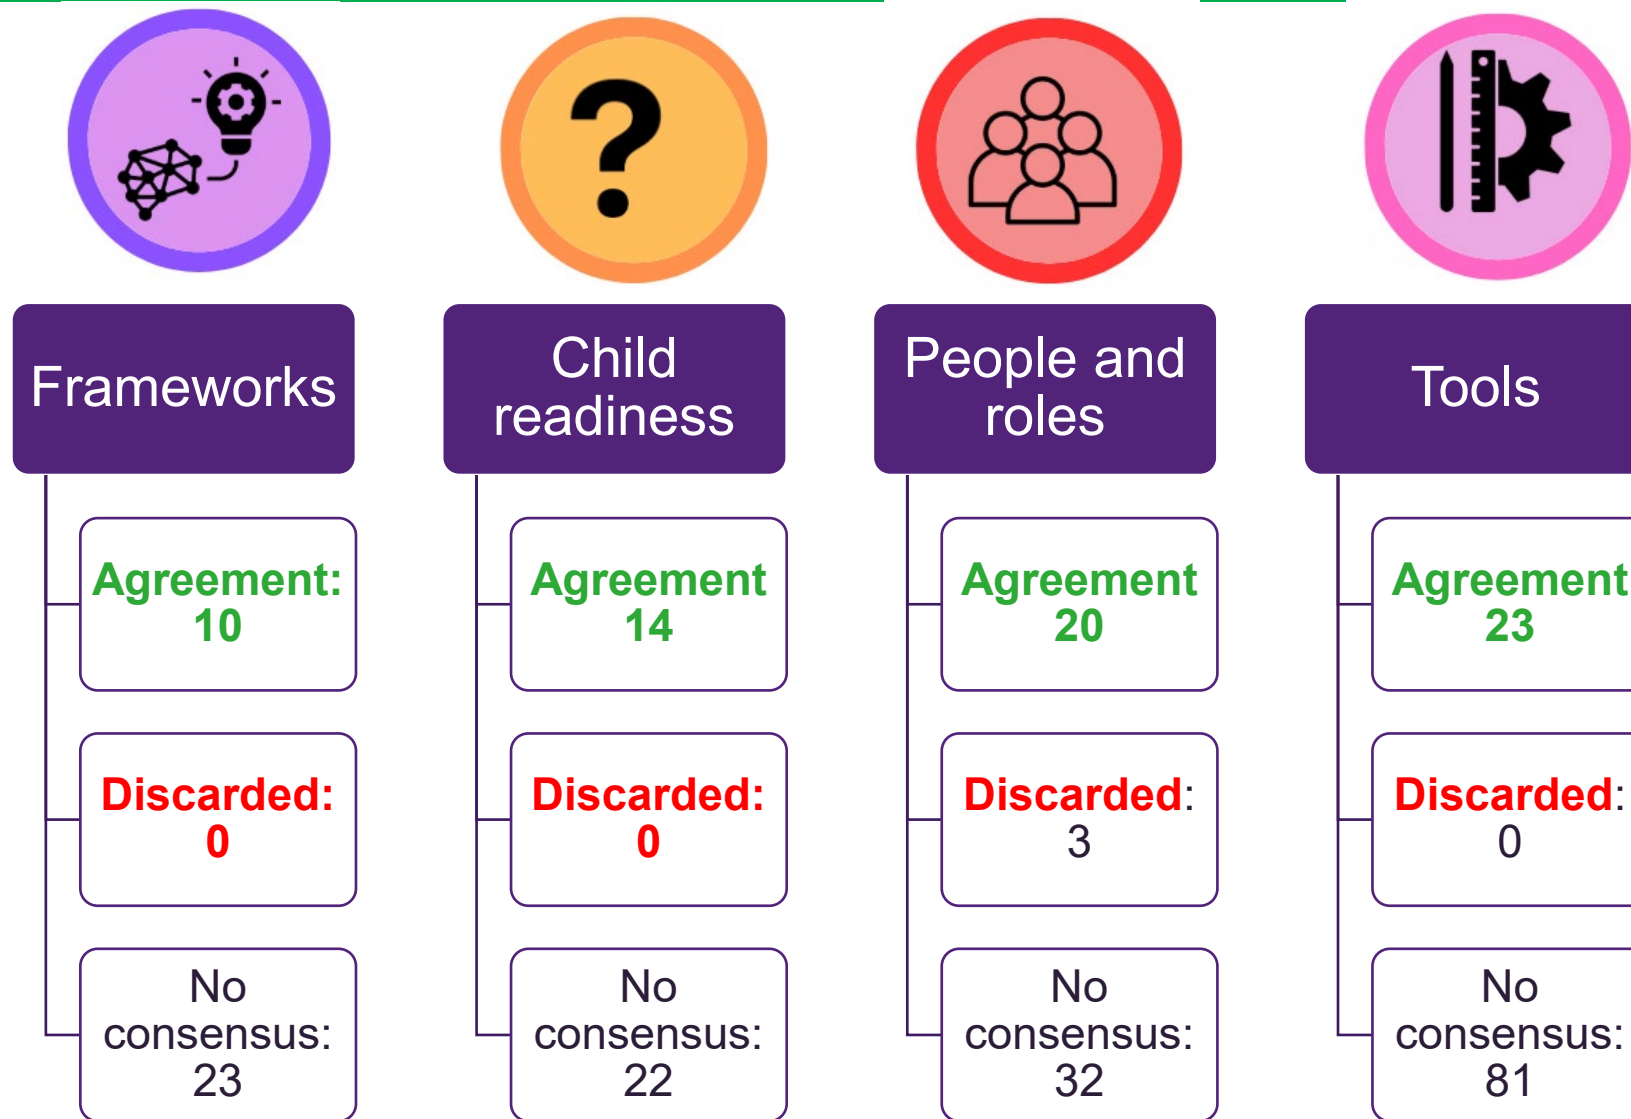 Frameworks
Agreement:
10
Discarded:
0
No
consensus:
23
Child
readiness
Agreement
14
Discarded:
0
No
consensus:
22
People and
roles
Agreement
20
Discarded:
3
No
consensus:
32
Tools
Agreement
23
Discarded:
0
No
consensus:
81